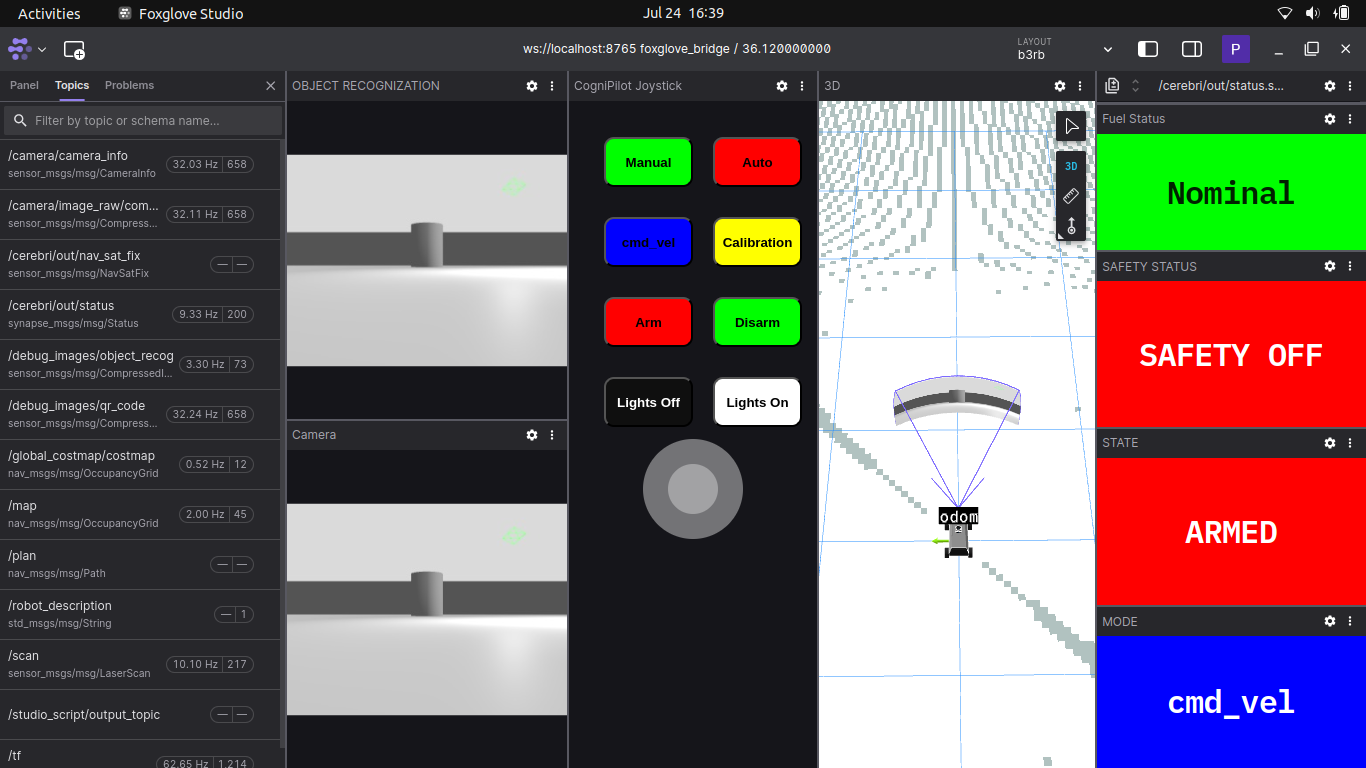 Activities
Foxglove Studio
Jul 24 16:39
ws://localhost:8765 foxglove_bridge / 36.120000000
LAYOUT
b3rb
P
Panel
Topics
Problems
Filter by topic or schema name...
/camera/camera_info
sensor_msgs/msg/CameraInfo
32.03 Hz 658
/camera/image_raw/com...
sensor_msgs/msg/Compress...
32.11 Hz 658
/cerebri/out/nav_sat_fix
sensor_msgs/msg/NavSatFix
— —
/cerebri/out/status
synapse_msgs/msg/Status
9.33 Hz 200
/debug_images/object_recog
sensor_msgs/msg/CompressedI...
3.30 Hz 73
/debug_images/qr_code
sensor_msgs/msg/Compress...
32.24 Hz 658
/global_costmap/costmap
nav_msgs/msg/OccupancyGrid
0.52 Hz 12
/map
nav_msgs/msg/OccupancyGrid
2.00 Hz 45
/plan
nav_msgs/msg/Path
— —
/robot_description
std_msgs/msg/String
— 1
/scan
sensor_msgs/msg/LaserScan
10.10 Hz 217
/studio_script/output_topic
— —
/tf
62.65 Hz 1,214
OBJECT RECOGNIZATION
Camera
CogniPilot Joystick
Manual
Auto
cmd_vel
Calibration
Arm
Disarm
Lights Off
Lights On
3D
3D
odom
/cerebri/out/status.s...
Fuel Status
Nominal
SAFETY STATUS
SAFETY OFF
STATE
ARMED
MODE
cmd_vel